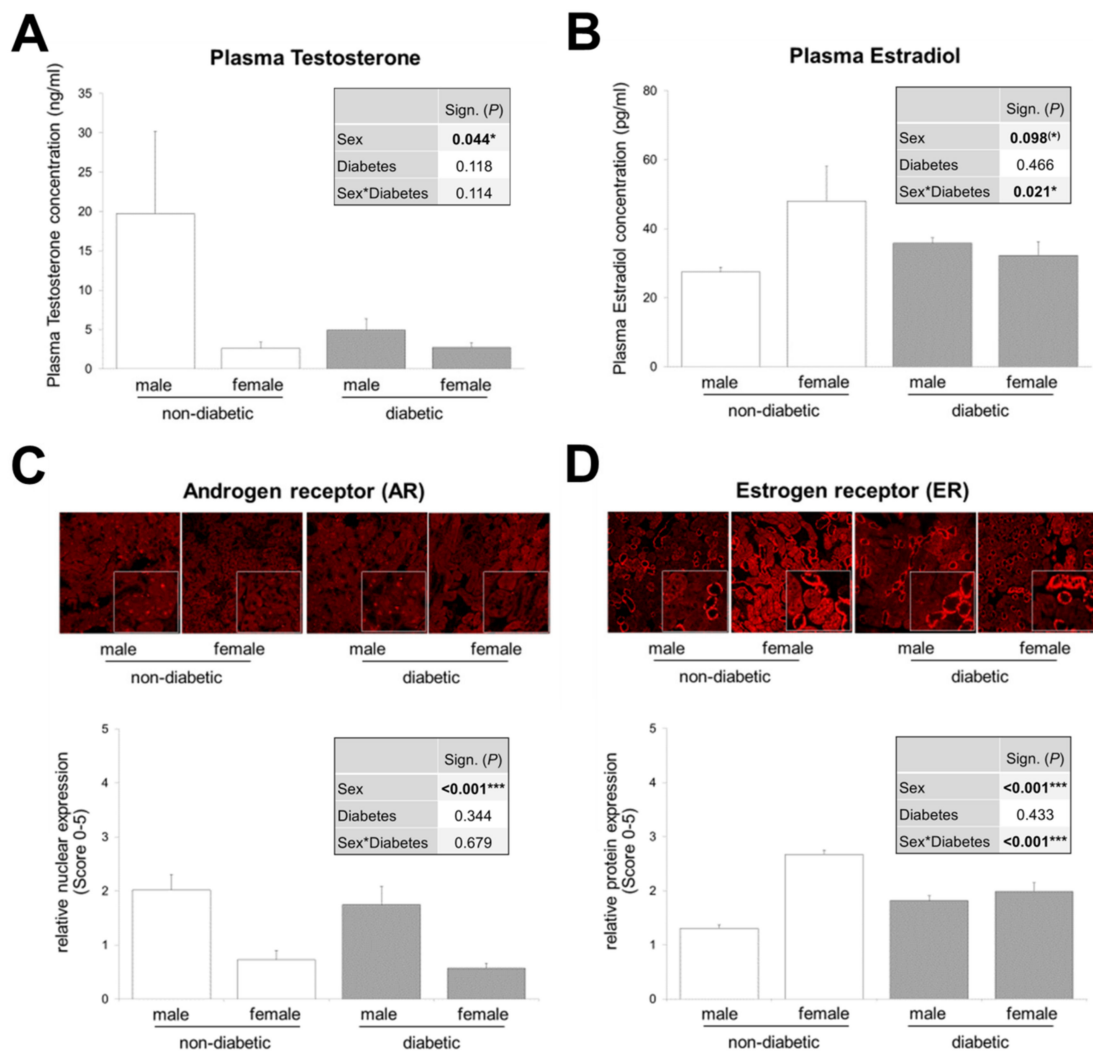 A
Plasma Testosterone
Plasma Testosterone concentration (ng/ml)
35
30
25
20
15
10
5
0
Sign. (P)
Sex 0.044*
Diabetes 0.118
Sex*Diabetes 0.114
male female male female
non-diabetic diabetic
B
Plasma Estradiol
Plasma Estradiol concentration (pg/ml)
80
60
40
20
0
Sign. (P)
Sex 0.098(*)
Diabetes 0.466
Sex*Diabetes 0.021*
male female male female
non-diabetic diabetic
C
Androgen receptor (AR)
male female male female
non-diabetic diabetic
relative nuclear expression
(Score 0-5)
5
4
3
2
1
0
Sign. (P)
Sex <0.001***
Diabetes 0.344
Sex*Diabetes 0.679
male female male female
non-diabetic diabetic
D
Estrogen receptor (ER)
male female male female
non-diabetic diabetic
relative protein expression
(Score 0-5)
5
4
3
2
1
0
Sign. (P)
Sex <0.001***
Diabetes 0.433
Sex*Diabetes <0.001***
male female male female
non-diabetic diabetic